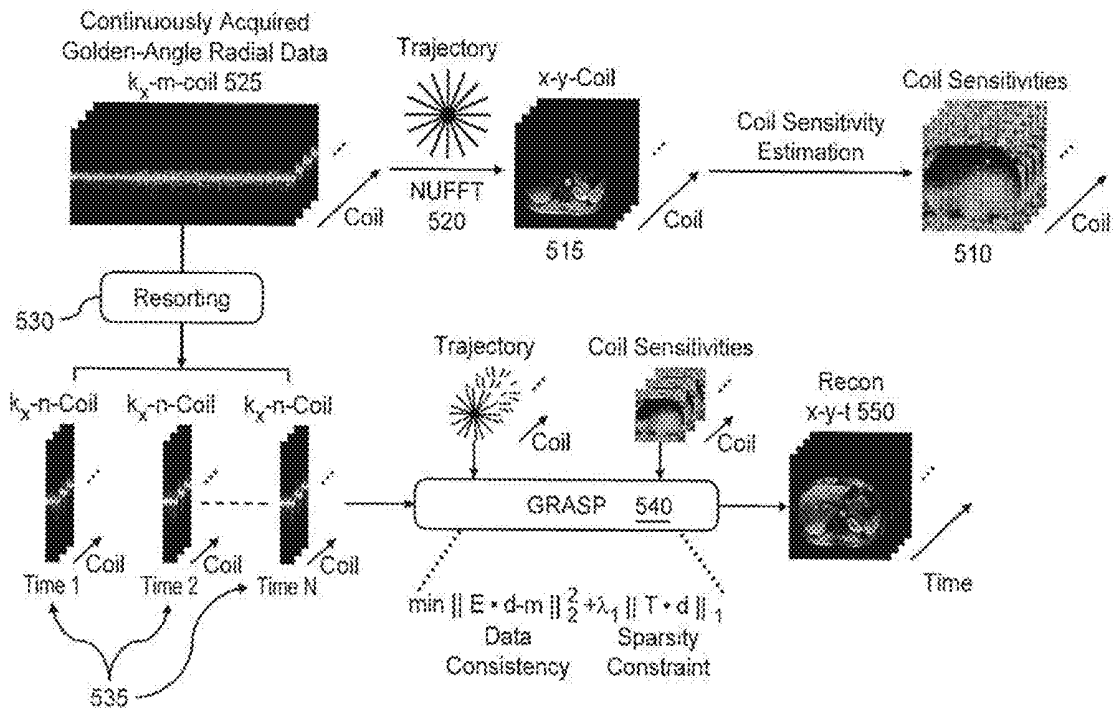 Continuously Acquired
Golden-Angle Radial Data
kₓ-m-coil 525
Coil
Trajectory
NUFFT
520
x-y-Coil
515
Coil
Coil Sensitivity
Estimation
Coil Sensitivities
510
Coil
530
Resorting
kₓ-n-Coil kₓ-n-Coil kₓ-n-Coil
Coil Coil Coil
Time 1 Time 2 Time N
535
Trajectory
Coil
Coil Sensitivities
Coil
GRASP 540
Recon
x-y-t 550
Time
min || E • d-m || ²₂ +λ₁ || T • d || ₁
Data
Consistency
Sparsity
Constraint